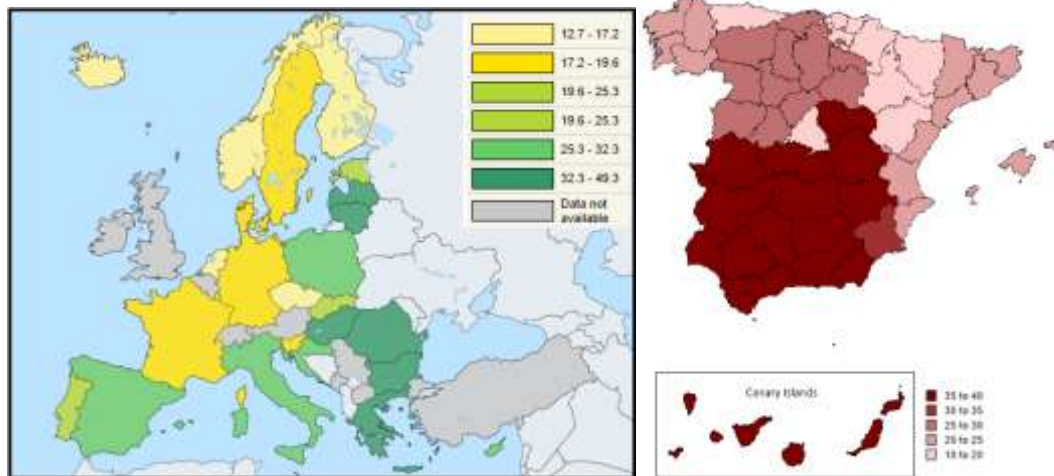 12.7 - 17.2
17.2 - 19.6
19.6 - 25.3
19.6 - 25.3
25.3 - 32.3
32.3 - 49.3
Data not
available
Canary Islands
35 to 40
30 to 35
25 to 30
20 to 25
10 to 20